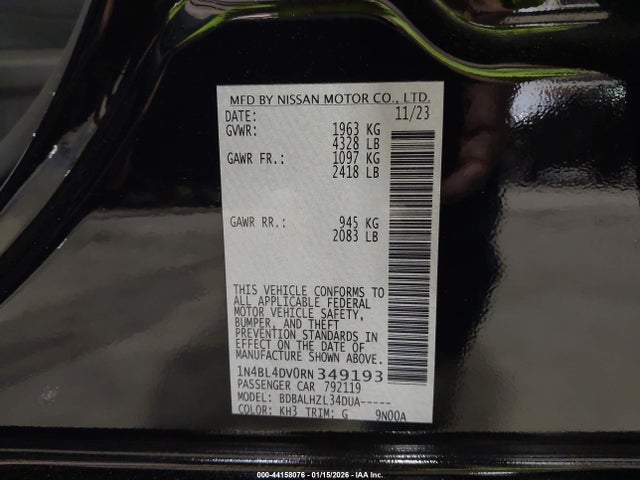 MFD BY NISSAN MOTOR CO., LTD.
DATE: 11/23
GVWR: 1963 KG
4328 LB
GAWR FR.: 1097 KG
2418 LB
GAWR RR.: 945 KG
2083 LB
THIS VEHICLE CONFORMS TO
ALL APPLICABLE FEDERAL
MOTOR VEHICLE SAFETY,
BUMPER, AND THEFT
PREVENTION STANDARDS IN
EFFECT ON THE DATE OF
MANUFACTURE SHOWN ABOVE.
1N4BL4DV0RN349193
PASSENGER CAR 792119
MODEL: BDBALHZL34DUA-----
COLOR: KH3 TRIM: G 9N00A
000-44158076 - 01/15/2026 - IAA Inc.